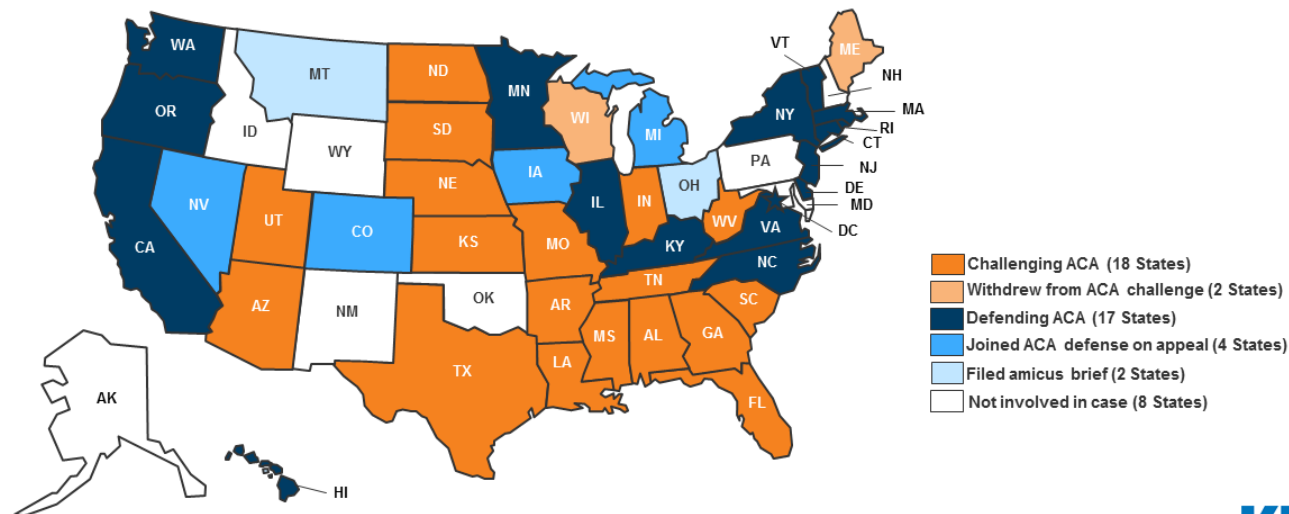 WA
MT
ND
MN
VT
ME
NH
OR
ID
SD
WI
MI
NY
MA
RI
CT
WY
IA
PA
NJ
NE
OH
DE
NV
UT
CO
IL
IN
WV
MD
DC
CA
KS
MO
KY
VA
NC
TN
AZ
NM
OK
AR
SC
MS
AL
GA
TX
LA
FL
AK
HI
Challenging ACA (18 States)
Withdrew from ACA challenge (2 States)
Defending ACA (17 States)
Joined ACA defense on appeal (4 States)
Filed amicus brief (2 States)
Not involved in case (8 States)